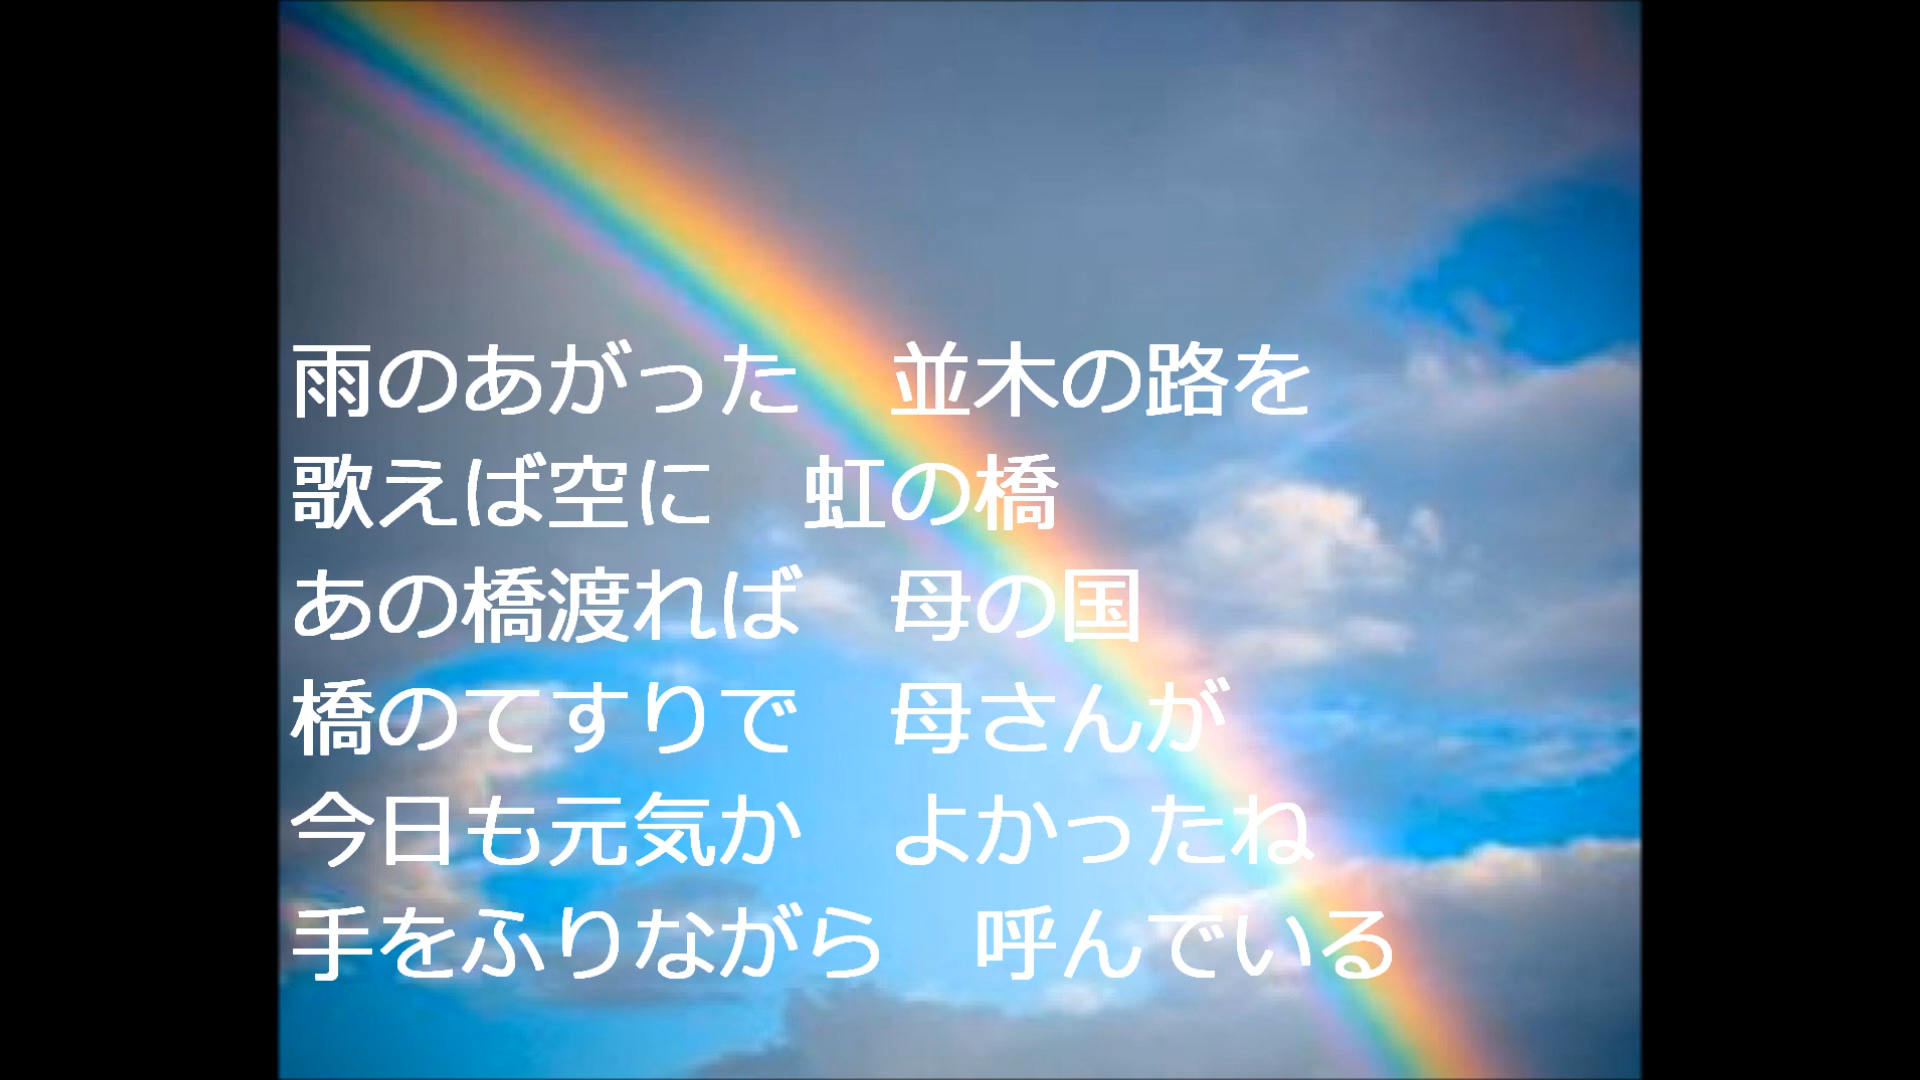 雨のあがった　並木の路を
歌えば空に　虹の橋
あの橋渡れば　母の国
橋のてすりで　母さんが
今日も元気か　よかったね
手をふりながら　呼んでいる